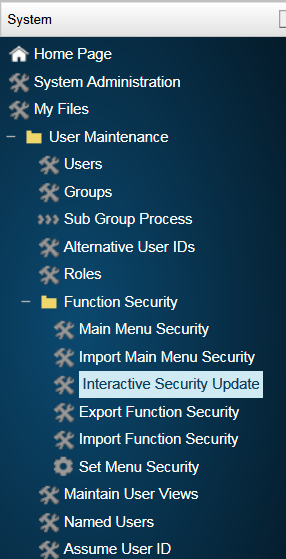 System
Home Page
System Administration
My Files
User Maintenance
Users
Groups
Sub Group Process
Alternative User IDs
Roles
Function Security
Main Menu Security
Import Main Menu Security
Interactive Security Update
Export Function Security
Import Function Security
Set Menu Security
Maintain User Views
Named Users
Assume User ID